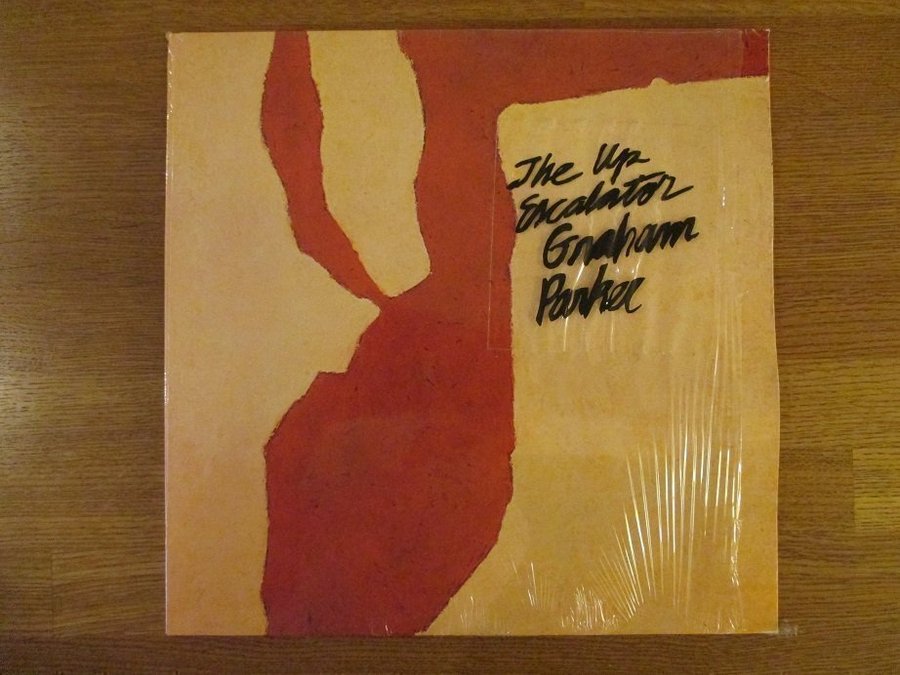 The Up
Escalator
Graham
Parker